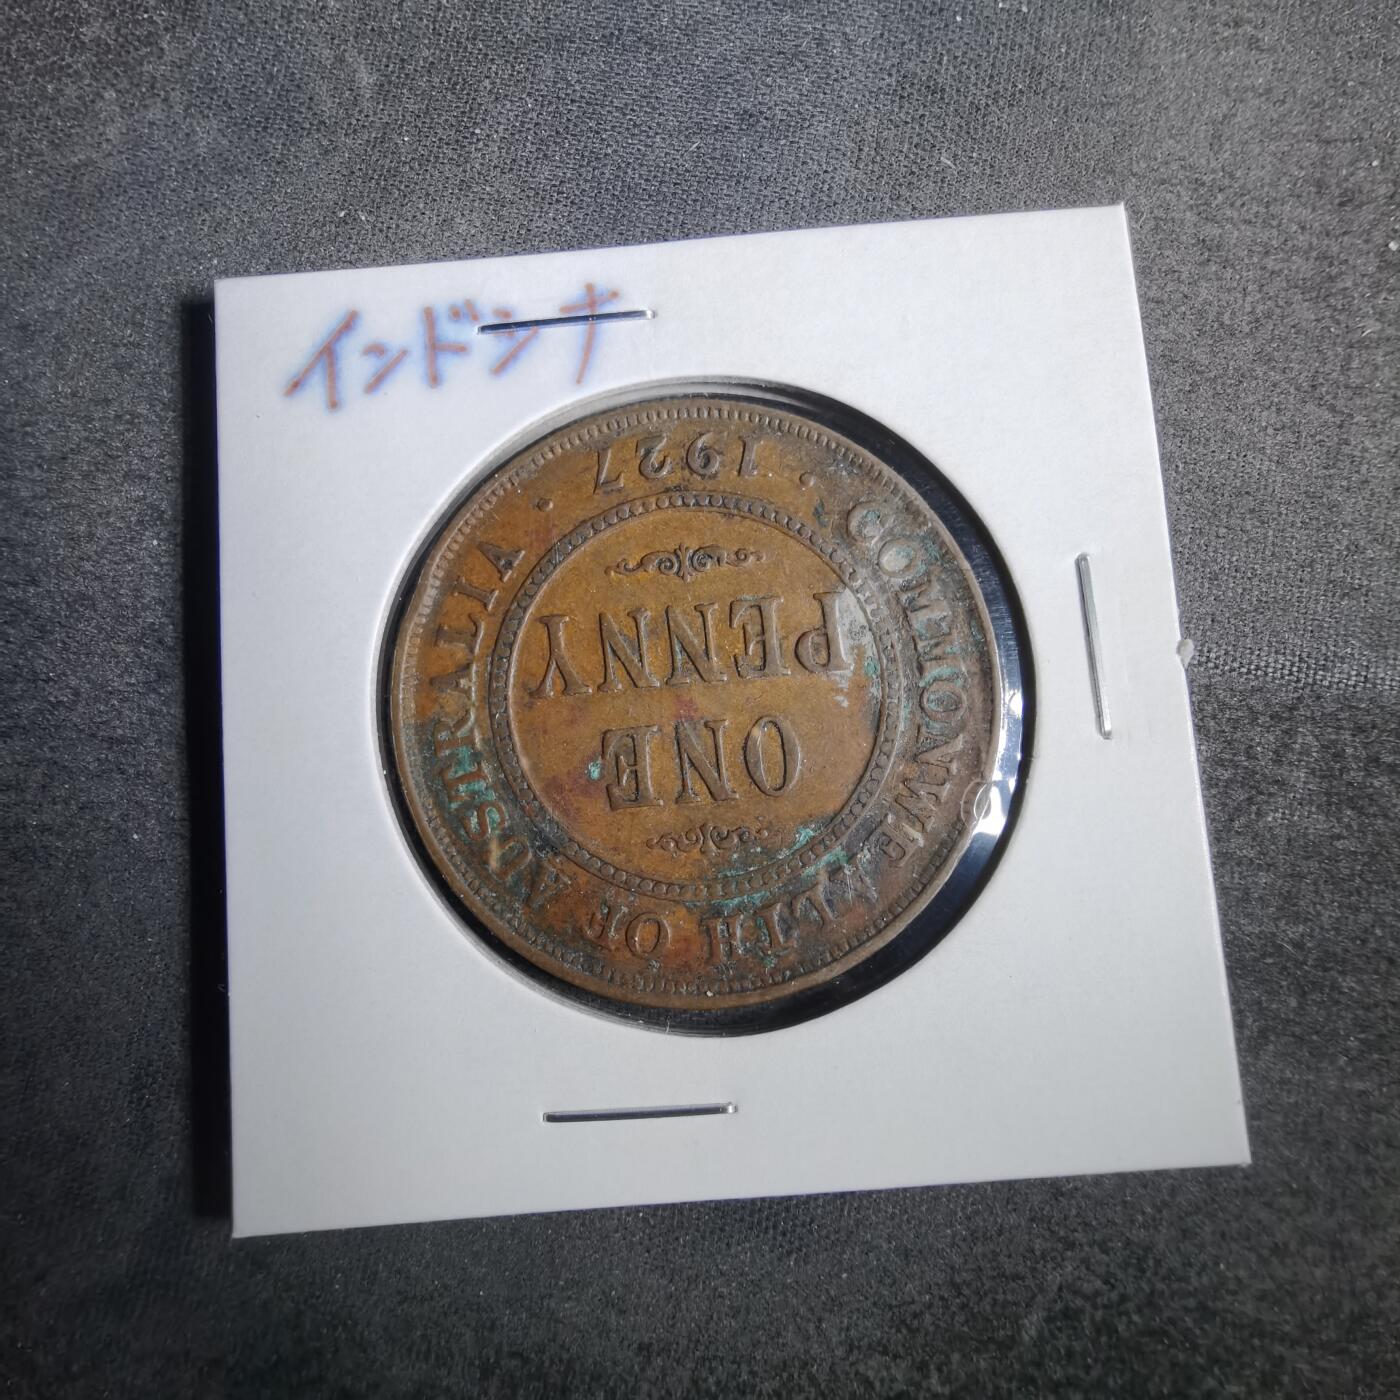 インドシナ
COMMONWEALTH OF AUSTRALIA
· 1927 ·
ONE
PENNY